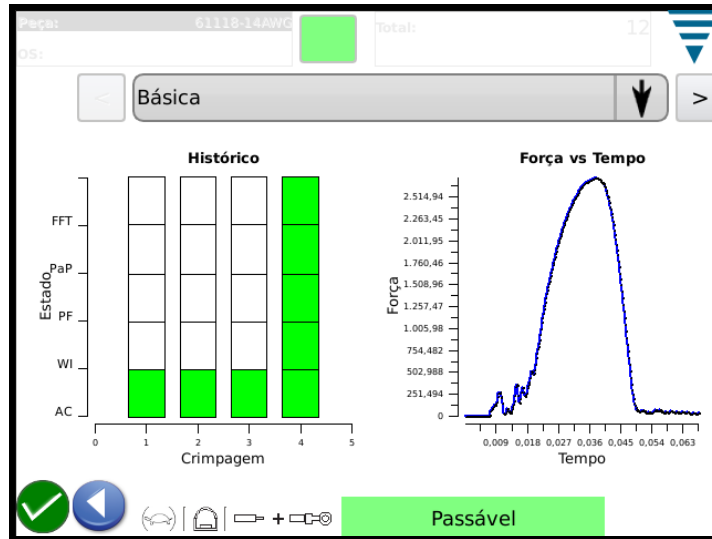 Peça: 61118-14AWG
OS:
Total: 12
<
Básica
>
Histórico
FFT
PaP
PF
WI
AC
Estado
0 1 2 3 4 5
Crimpagem
Força vs Tempo
2.514,94
2.263,45
2.011,95
1.760,46
1.508,96
1.257,47
1.005,98
754,482
502,988
251,494
0
Força
0,009 0,018 0,027 0,036 0,045 0,054 0,063
Tempo
+
Passável